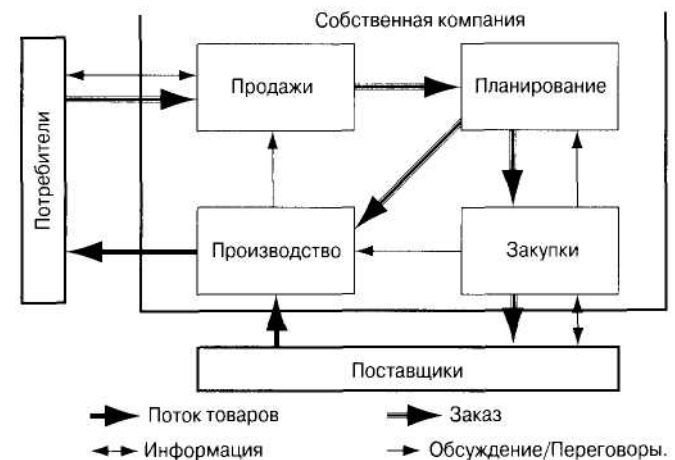 Собственная компания
Потребители
Продажи
Планирование
Производство
Закупки
Поставщики
Поток товаров
Заказ
Информация
Обсуждение/Переговоры.